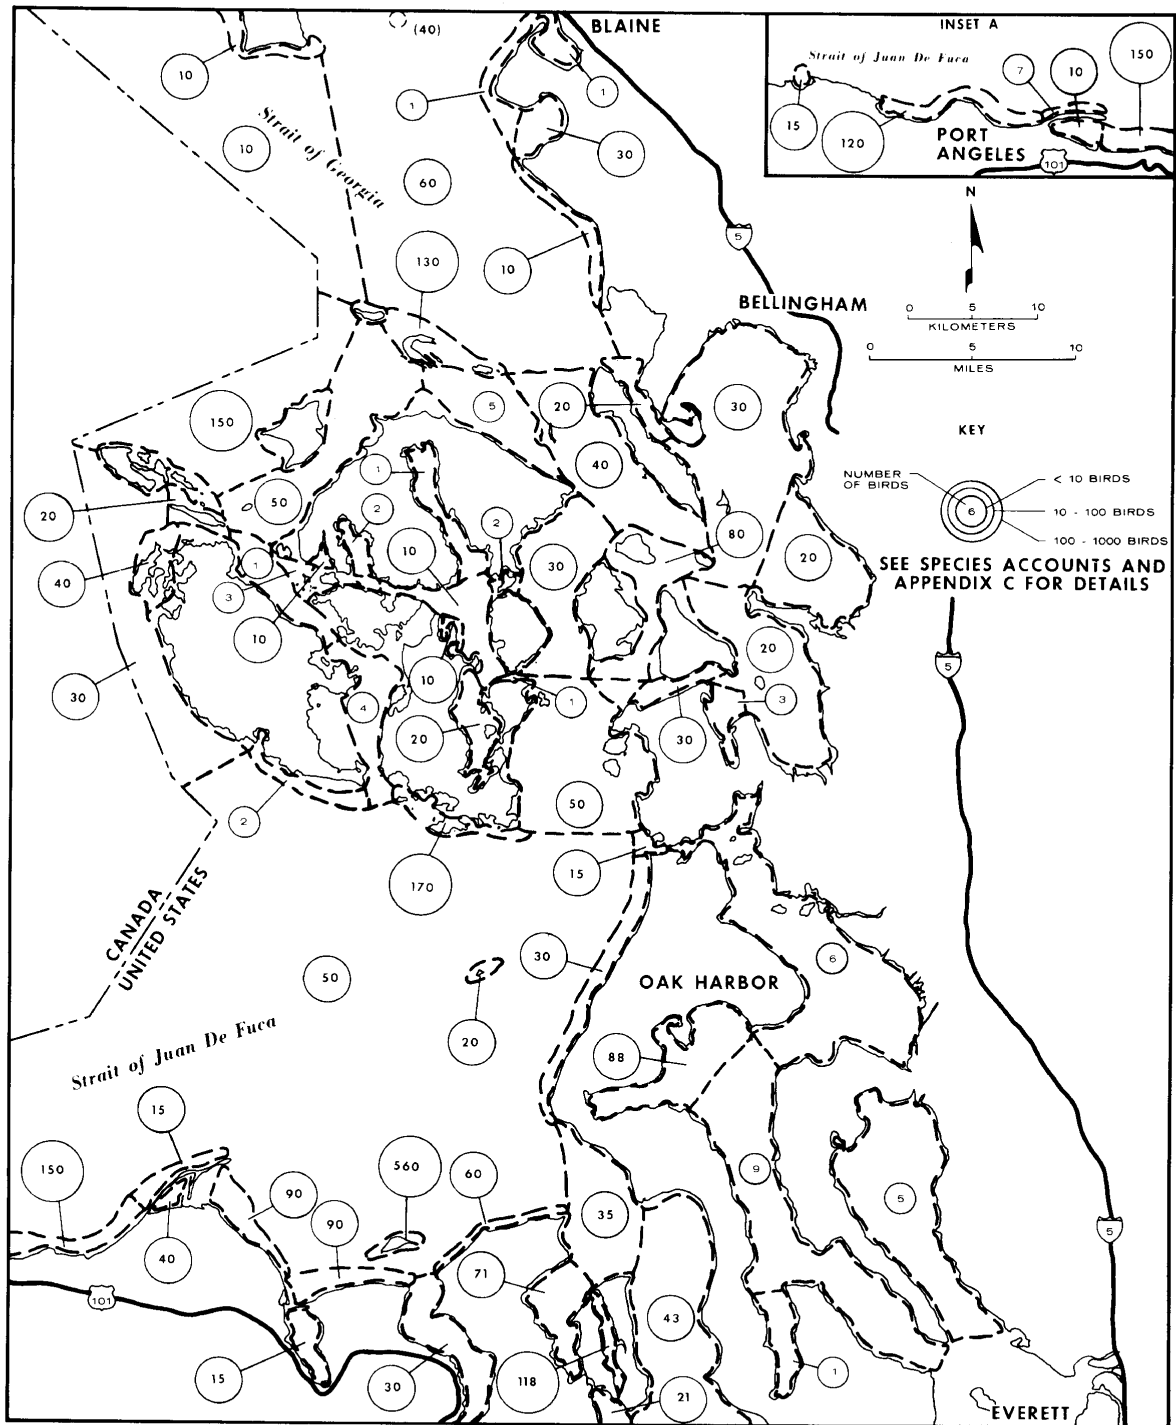 (40)
BLAINE
10
1
1
30
Strait of Georgia
10
60
130
10
INSET A
Strait of Juan De Fuca
7
10
150
15
120
PORT
ANGELES
101
N
5
BELLINGHAM
0 5 10
KILOMETERS
0 5 10
MILES
KEY
NUMBER
OF BIRDS
6
< 10 BIRDS
10 - 100 BIRDS
100 - 1000 BIRDS
SEE SPECIES ACCOUNTS AND
APPENDIX C FOR DETAILS
150
5
20
30
1
40
20
50
2
2
80
40
1
10
30
20
3
10
20
30
10
4
20
1
3
30
2
50
170
15
5
CANADA
UNITED STATES
50
30
20
6
OAK HARBOR
88
Strait of Juan De Fuca
15
150
40
90
90
560
60
35
71
9
5
5
101
15
30
118
43
21
1
EVERETT